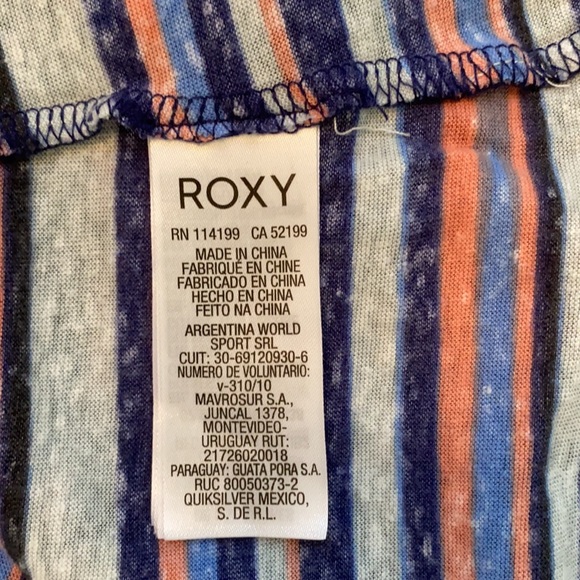 ROXY
RN 114199 CA 52199
MADE IN CHINA
FABRIQUÉ EN CHINE
FABRICADO EN CHINA
HECHO EN CHINA
FEITO NA CHINA
ARGENTINA WORLD
SPORT SRL
CUIT: 30-69120930-6
NUMERO DE VOLUNTARIO:
v-310/10
MAVROSUR S.A.,
JUNCAL 1378,
MONTEVIDEO-
URUGUAY RUT:
21726020018
PARAGUAY: GUATA PORA S.A.
RUC 80050373-2
QUIKSILVER MEXICO,
S. DE R.L.